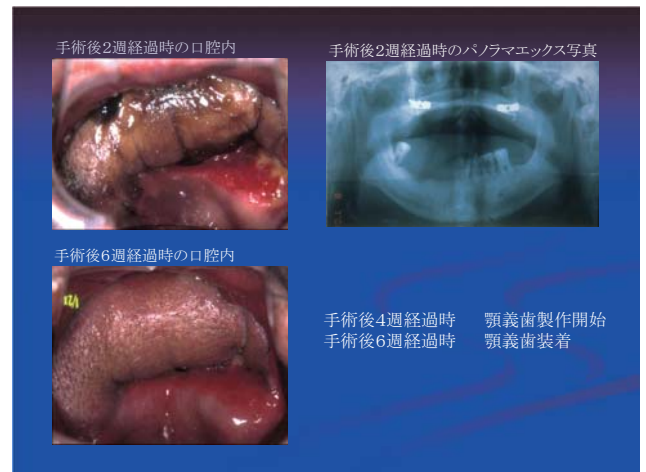 手術後2週経過時の口腔内
手術後2週経過時のパノラマエックス写真
手術後6週経過時の口腔内
手術後4週経過時　顎義歯製作開始
手術後6週経過時　顎義歯装着